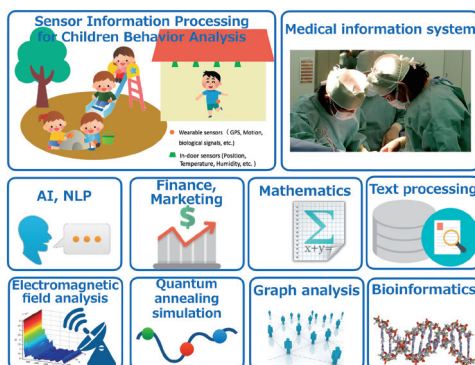 Sensor Information Processing
for Children Behavior Analysis
Wearable sensors ( GPS, Motion,
biological signals, etc.)
In-door sensors (Position,
Temperature, Humidity, etc. )
Medical information system
AI, NLP
Finance,
Marketing
$
Mathematics
Σ
x+y=
Text processing
Electromagnetic
field analysis
Quantum
annealing
simulation
Graph analysis
Bioinformatics